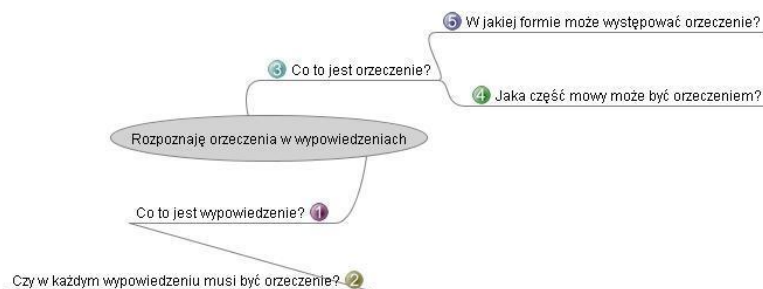 5 W jakiej formie może występować orzeczenie?
3 Co to jest orzeczenie?
4 Jaka część mowy może być orzeczeniem?
Rozpoznaję orzeczenia w wypowiedzeniach
Co to jest wypowiedzenie? 1
Czy w każdym wypowiedzeniu musi być orzeczenie? 2